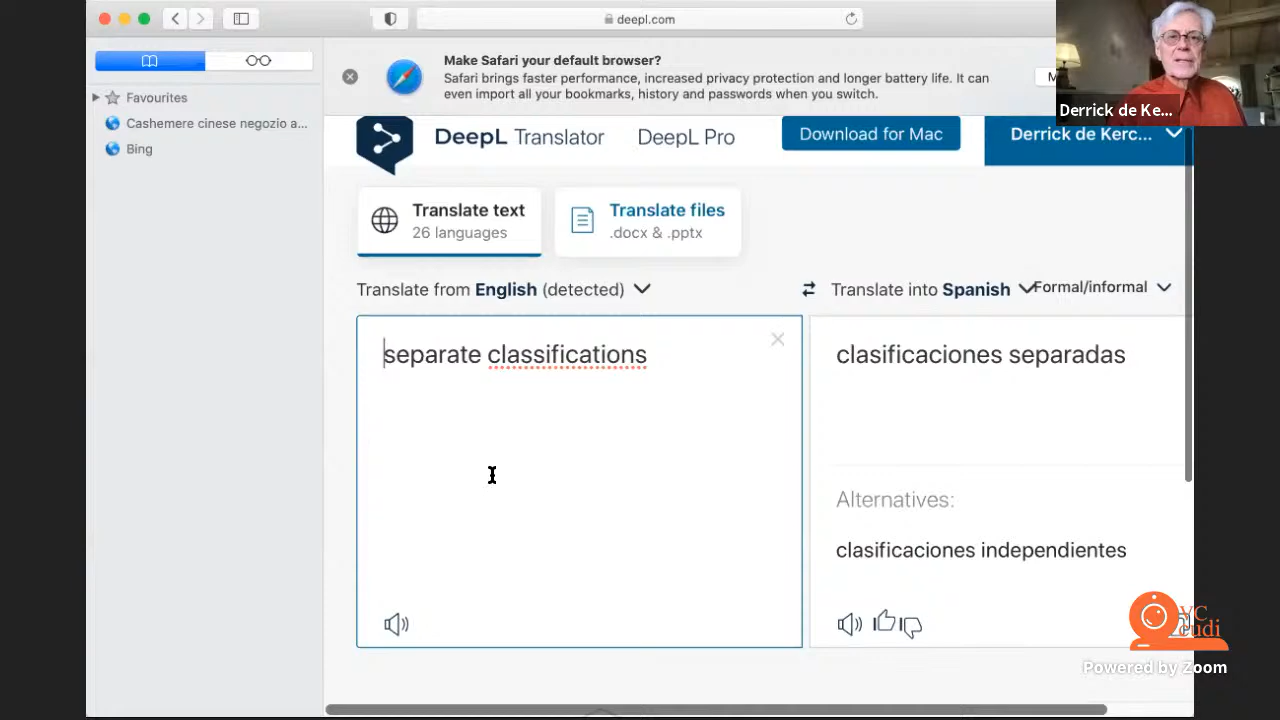 deepl.com
Make Safari your default browser?
Safari brings faster performance, increased privacy protection and longer battery life. It can
even import all your bookmarks, history and passwords when you switch.
Favourites
Cashemere cinese negozio a...
Bing
Derrick de Ke...
DeepL Translator
DeepL Pro
Download for Mac
Derrick de Kerc...
Translate text
26 languages
Translate files
.docx & .pptx
Translate from English (detected)
Translate into Spanish
Formal/informal
separate classifications
clasificaciones separadas
Alternatives:
clasificaciones independientes
VC
cudi
Powered by Zoom